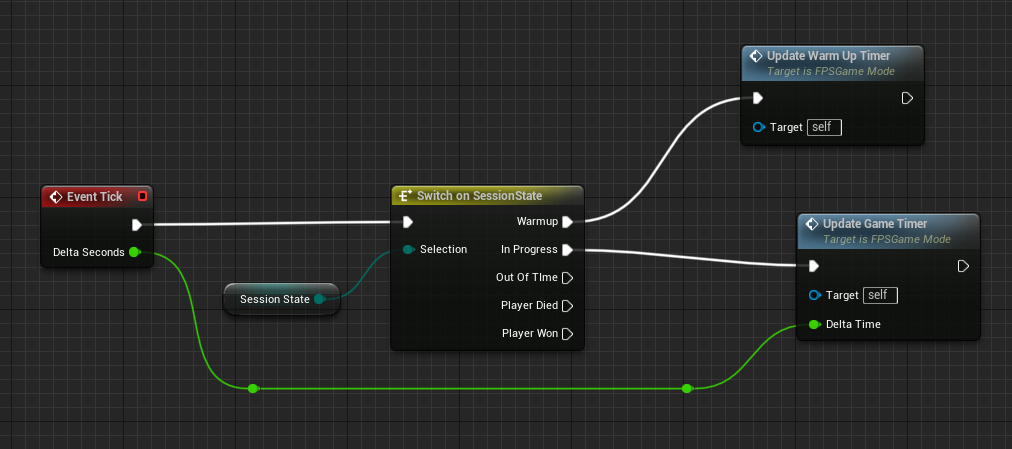 Update Warm Up Timer
Target is FPSGame Mode
Target self
Event Tick
Delta Seconds
Session State
Switch on SessionState
Warmup
Selection In Progress
Out Of TIme
Player Died
Player Won
Update Game Timer
Target is FPSGame Mode
Target self
Delta Time